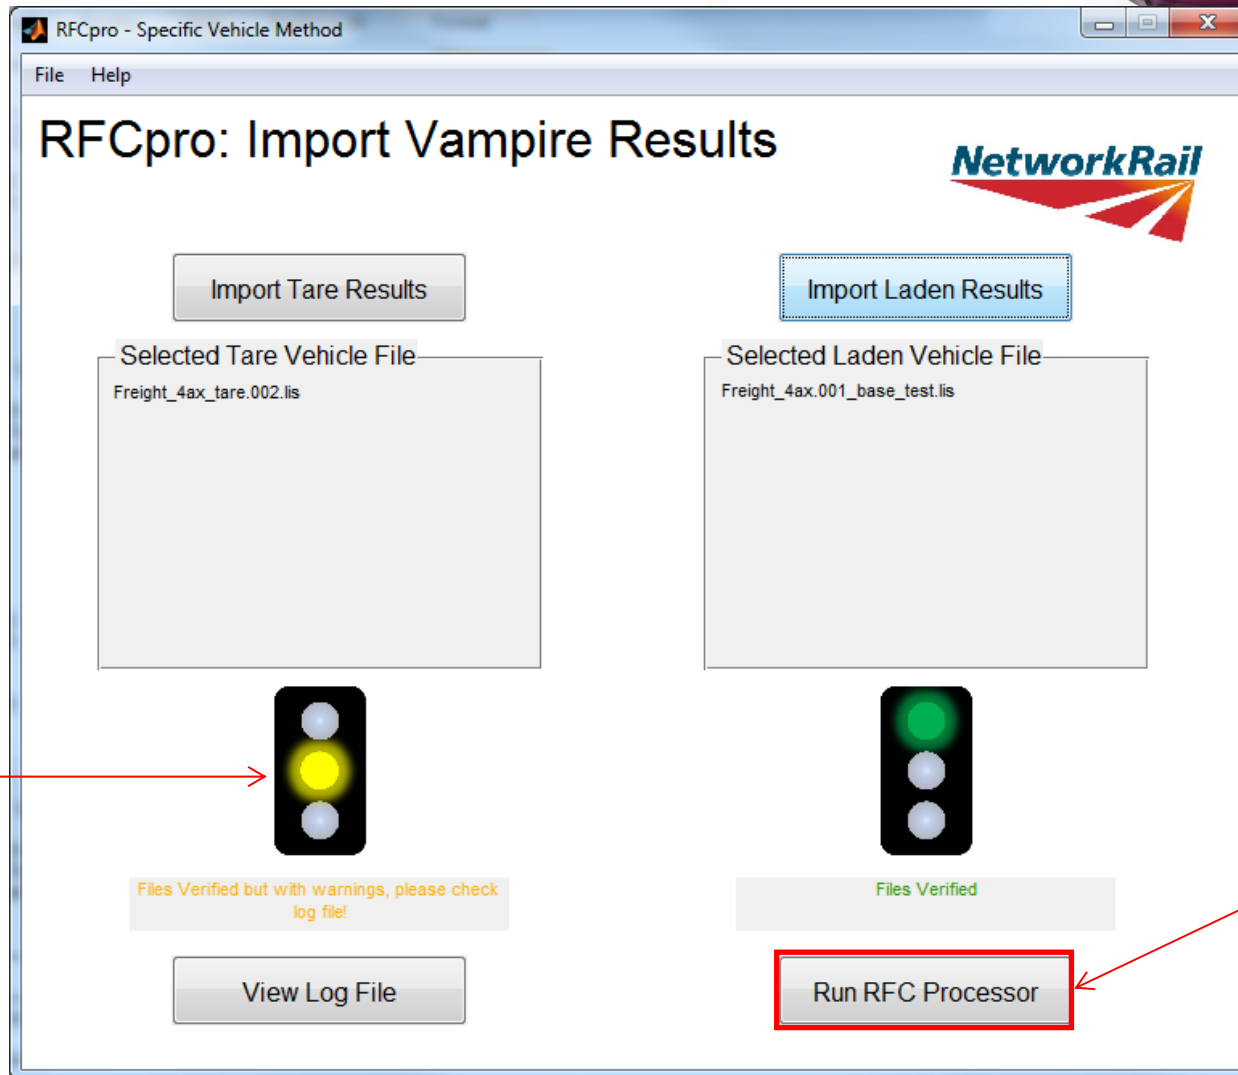 RFCpro - Specific Vehicle Method
File Help
RFCpro: Import Vampire Results
NetworkRail
Import Tare Results
Import Laden Results
Selected Tare Vehicle File
Selected Laden Vehicle File
Freight_4ax_tare.002.lis
Freight_4ax.001_base_test.lis
Files Verified but with warnings, please check
log file!
Files Verified
View Log File
Run RFC Processor